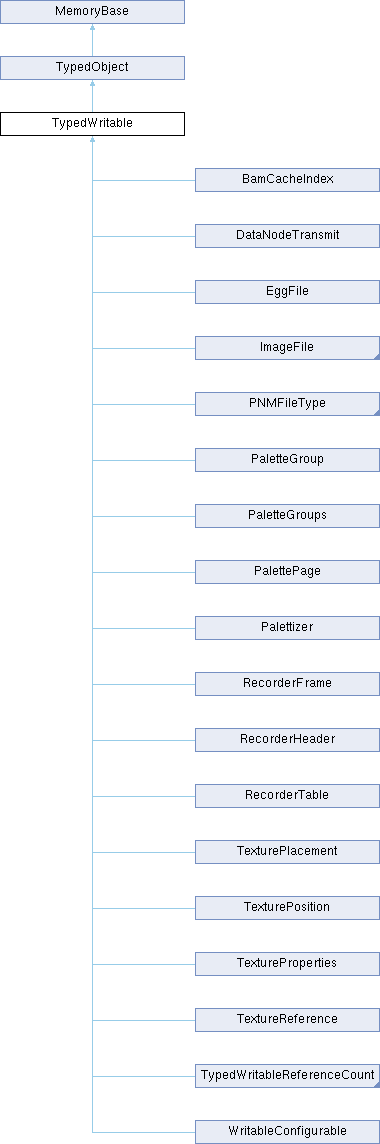 MemoryBase
TypedObject
TypedWritable
BamCacheIndex
DataNodeTransmit
EggFile
ImageFile
PNMFileType
PaletteGroup
PaletteGroups
PalettePage
Palettizer
RecorderFrame
RecorderHeader
RecorderTable
TexturePlacement
TexturePosition
TextureProperties
TextureReference
TypedWritableReferenceCount
WritableConfigurable